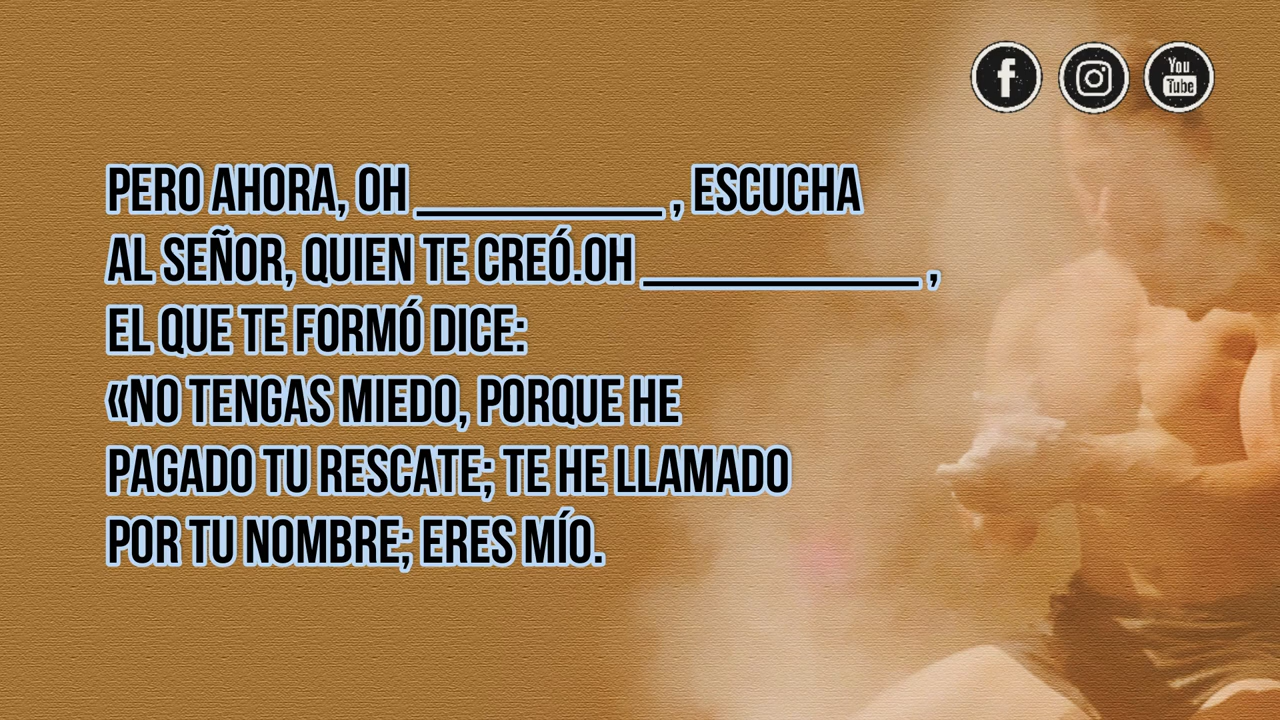 You
Tube
PERO AHORA, OH __________ , ESCUCHA
AL SEÑOR, QUIEN TE CREÓ.OH ___________ ,
EL QUE TE FORMÓ DICE:
«NO TENGAS MIEDO, PORQUE HE
PAGADO TU RESCATE; TE HE LLAMADO
POR TU NOMBRE; ERES MÍO.